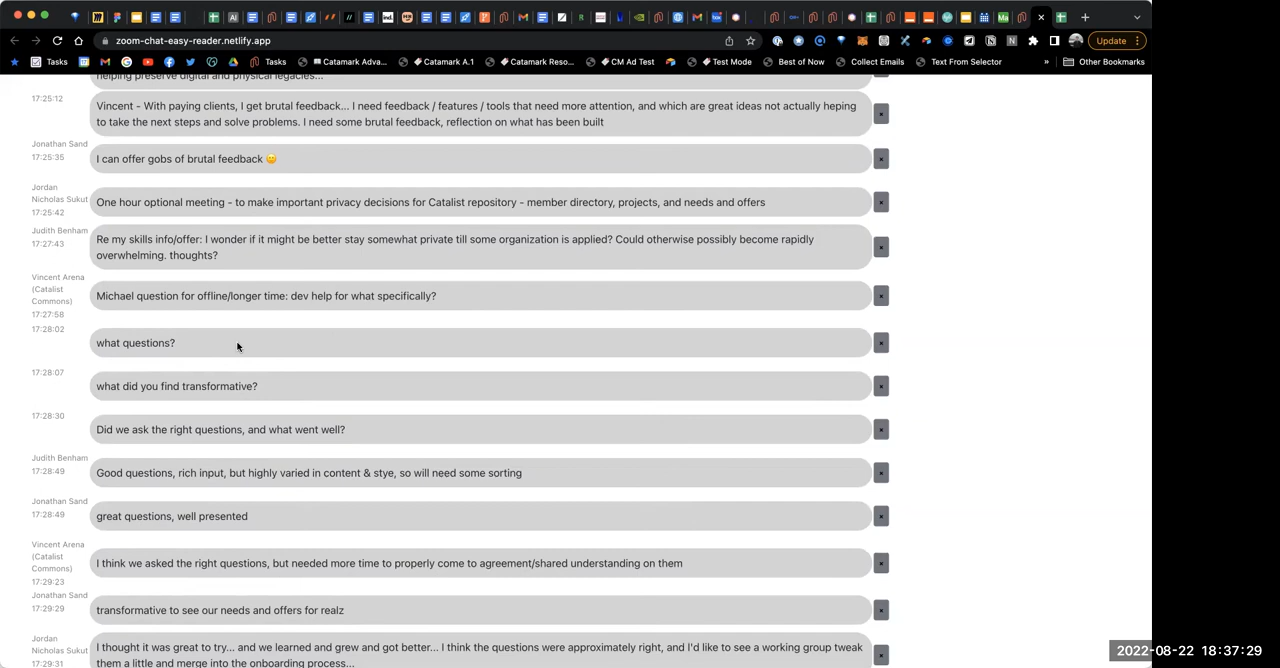 zoom-chat-easy-reader.netlify.app
Update
Tasks
Catamark Adva...
Catamark A.1
Catamark Reso...
CM Ad Test
Test Mode
Best of Now
Collect Emails
Text From Selector
»
Other Bookmarks
helping preserve digital and physical legacies...
17:25:12
Vincent - With paying clients, I get brutal feedback... I need feedback / features / tools that need more attention, and which are great ideas not actually heping
to take the next steps and solve problems. I need some brutal feedback, reflection on what has been built
Jonathan Sand
17:25:35
I can offer gobs of brutal feedback
Jordan
Nicholas Sukut
17:25:42
One hour optional meeting - to make important privacy decisions for Catalist repository - member directory, projects, and needs and offers
Judith Benham
17:27:43
Re my skills info/offer: I wonder if it might be better stay somewhat private till some organization is applied? Could otherwise possibly become rapidly
overwhelming. thoughts?
Vincent Arena
(Catalist
Commons)
17:27:58
Michael question for offline/longer time: dev help for what specifically?
17:28:02
what questions?
17:28:07
what did you find transformative?
17:28:30
Did we ask the right questions, and what went well?
Judith Benham
17:28:49
Good questions, rich input, but highly varied in content & stye, so will need some sorting
Jonathan Sand
17:28:49
great questions, well presented
Vincent Arena
(Catalist
Commons)
17:29:23
I think we asked the right questions, but needed more time to properly come to agreement/shared understanding on them
Jonathan Sand
17:29:29
transformative to see our needs and offers for realz
Jordan
Nicholas Sukut
17:29:31
I thought it was great to try... and we learned and grew and got better... I think the questions were approximately right, and I'd like to see a working group tweak
them a little and merge into the onboarding process...
2022-08-22 18:37:29